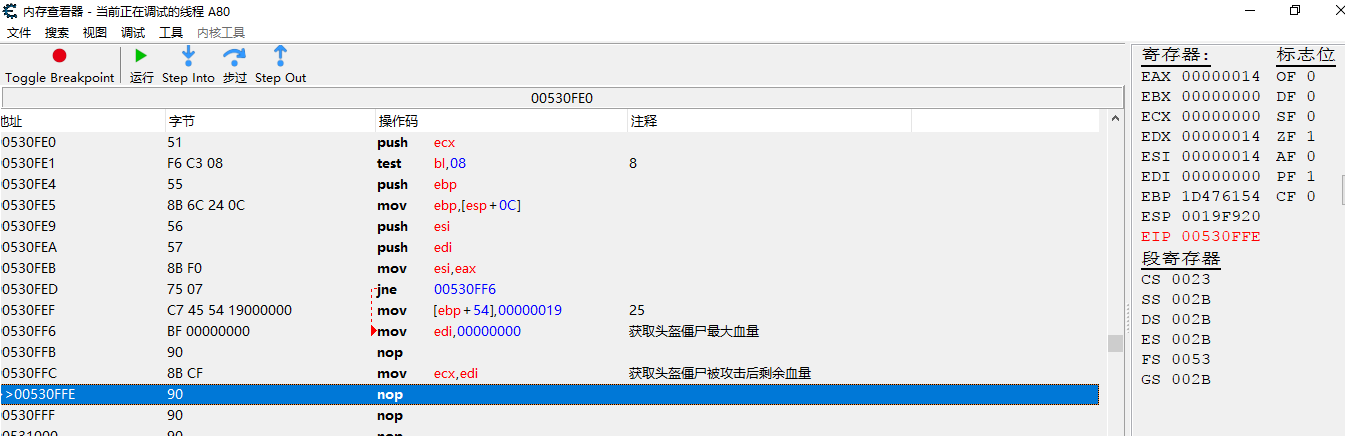 内存查看器 - 当前正在调试的线程 A80
文件 搜索 视图 调试 工具 内核工具
Toggle Breakpoint 运行 Step Into 步过 Step Out
00530FE0
地址 字节 操作码 注释
0530FE0 51 push ecx
0530FE1 F6 C3 08 test bl,08 8
0530FE4 55 push ebp
0530FE5 8B 6C 24 0C mov ebp,[esp+0C]
0530FE9 56 push esi
0530FEA 57 push edi
0530FEB 8B F0 mov esi,eax
0530FED 75 07 jne 00530FF6
0530FEF C7 45 54 19000000 mov [ebp+54],00000019 25
0530FF6 BF 00000000 mov edi,00000000 获取头盔僵尸最大血量
0530FFB 90 nop
0530FFC 8B CF mov ecx,edi 获取头盔僵尸被攻击后剩余血量
>>00530FFE 90 nop
0530FFF 90 nop
0531000 90 nop
寄存器: 标志位
EAX 00000014 OF 0
EBX 00000000 DF 0
ECX 00000000 SF 0
EDX 00000014 ZF 1
ESI 00000014 AF 0
EDI 00000000 PF 1
EBP 1D476154 CF 0
ESP 0019F920
EIP 00530FFE
段寄存器
CS 0023
SS 002B
DS 002B
ES 002B
FS 0053
GS 002B